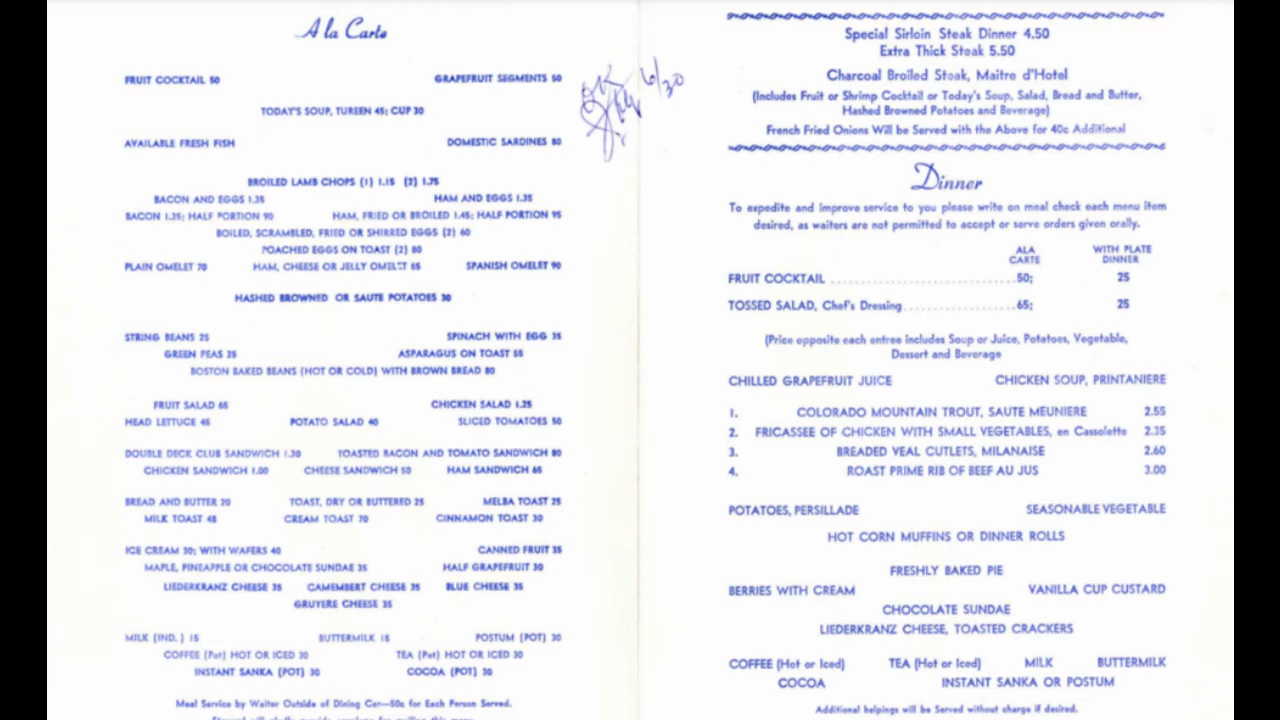 A la Carte
FRUIT COCKTAIL 50 GRAPEFRUIT SEGMENTS 50
TODAY'S SOUP, TUREEN 45; CUP 30
AVAILABLE FRESH FISH DOMESTIC SARDINES 80
BROILED LAMB CHOPS (1) 1.15 (2) 1.75
BACON AND EGGS 1.35 HAM AND EGGS 1.35
BACON 1.35; HALF PORTION 90 HAM, FRIED OR BROILED 1.45; HALF PORTION 95
BOILED, SCRAMBLED, FRIED OR SHIRRED EGGS (2) 60
POACHED EGGS ON TOAST (2) 80
PLAIN OMELET 70 HAM, CHEESE OR JELLY OMELET 85 SPANISH OMELET 90
HASHED BROWNED OR SAUTE POTATOES 30
STRING BEANS 25 SPINACH WITH EGG 35
GREEN PEAS 25 ASPARAGUS ON TOAST 55
BOSTON BAKED BEANS (HOT OR COLD) WITH BROWN BREAD 80
FRUIT SALAD 65 CHICKEN SALAD 1.25
HEAD LETTUCE 45 POTATO SALAD 40 SLICED TOMATOES 50
DOUBLE DECK CLUB SANDWICH 1.30 TOASTED BACON AND TOMATO SANDWICH 80
CHICKEN SANDWICH 1.00 CHEESE SANDWICH 50 HAM SANDWICH 65
BREAD AND BUTTER 20 TOAST, DRY OR BUTTERED 25 MELBA TOAST 25
MILK TOAST 45 CREAM TOAST 70 CINNAMON TOAST 30
ICE CREAM 30; WITH WAFERS 40 CANNED FRUIT 35
MAPLE, PINEAPPLE OR CHOCOLATE SUNDAE 35 HALF GRAPEFRUIT 30
LIEDERKRANZ CHEESE 35 CAMEMBERT CHEESE 35 BLUE CHEESE 35
GRUYERE CHEESE 35
MILK (IND.) 15 BUTTERMILK 15 POSTUM (POT) 30
COFFEE (Pot) HOT OR ICED 30 TEA (Pot) HOT OR ICED 30
INSTANT SANKA (POT) 30 COCOA (POT) 30
Meal Service by Waiter Outside of Dining Car—50c for Each Person Served.
6/30
Special Sirloin Steak Dinner 4.50
Extra Thick Steak 5.50
Charcoal Broiled Steak, Maitre d'Hotel
(Includes Fruit or Shrimp Cocktail or Today's Soup, Salad, Bread and Butter,
Hashed Browned Potatoes and Beverage)
French Fried Onions Will be Served with the Above for 40c Additional
Dinner
To expedite and improve service to you please write on meal check each menu item
desired, as waiters are not permitted to accept or serve orders given orally.
ALA WITH PLATE
CARTE DINNER
FRUIT COCKTAIL 50; 25
TOSSED SALAD, Chef's Dressing 65; 25
(Price opposite each entree includes Soup or Juice, Potatoes, Vegetable,
Dessert and Beverage
CHILLED GRAPEFRUIT JUICE CHICKEN SOUP, PRINTANIERE
1. COLORADO MOUNTAIN TROUT, SAUTE MEUNIERE 2.55
2. FRICASSEE OF CHICKEN WITH SMALL VEGETABLES, en Cassolette 2.35
3. BREADED VEAL CUTLETS, MILANAISE 2.60
4. ROAST PRIME RIB OF BEEF AU JUS 3.00
POTATOES, PERSILLADE SEASONABLE VEGETABLE
HOT CORN MUFFINS OR DINNER ROLLS
FRESHLY BAKED PIE
BERRIES WITH CREAM VANILLA CUP CUSTARD
CHOCOLATE SUNDAE
LIEDERKRANZ CHEESE, TOASTED CRACKERS
COFFEE (Hot or Iced) TEA (Hot or Iced) MILK BUTTERMILK
COCOA INSTANT SANKA OR POSTUM
Additional helpings will be Served without charge if desired.